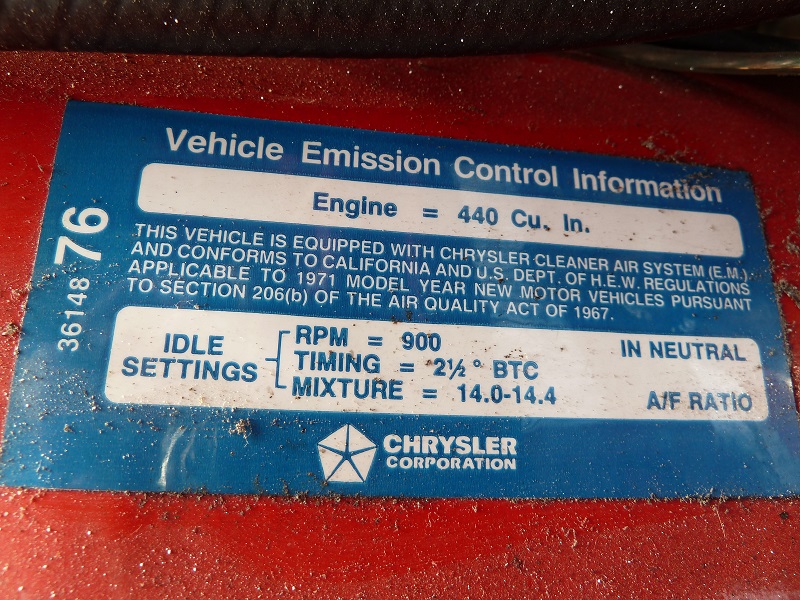 Vehicle Emission Control Information
Engine = 440 Cu. In.
THIS VEHICLE IS EQUIPPED WITH CHRYSLER CLEANER AIR SYSTEM (E.M.)
AND CONFORMS TO CALIFORNIA AND U.S. DEPT. OF H.E.W. REGULATIONS
APPLICABLE TO 1971 MODEL YEAR NEW MOTOR VEHICLES PURSUANT
TO SECTION 206(b) OF THE AIR QUALITY ACT OF 1967.
3614876
IDLE SETTINGS
RPM = 900 IN NEUTRAL
TIMING = 2½° BTC
MIXTURE = 14.0-14.4 A/F RATIO
CHRYSLER
CORPORATION